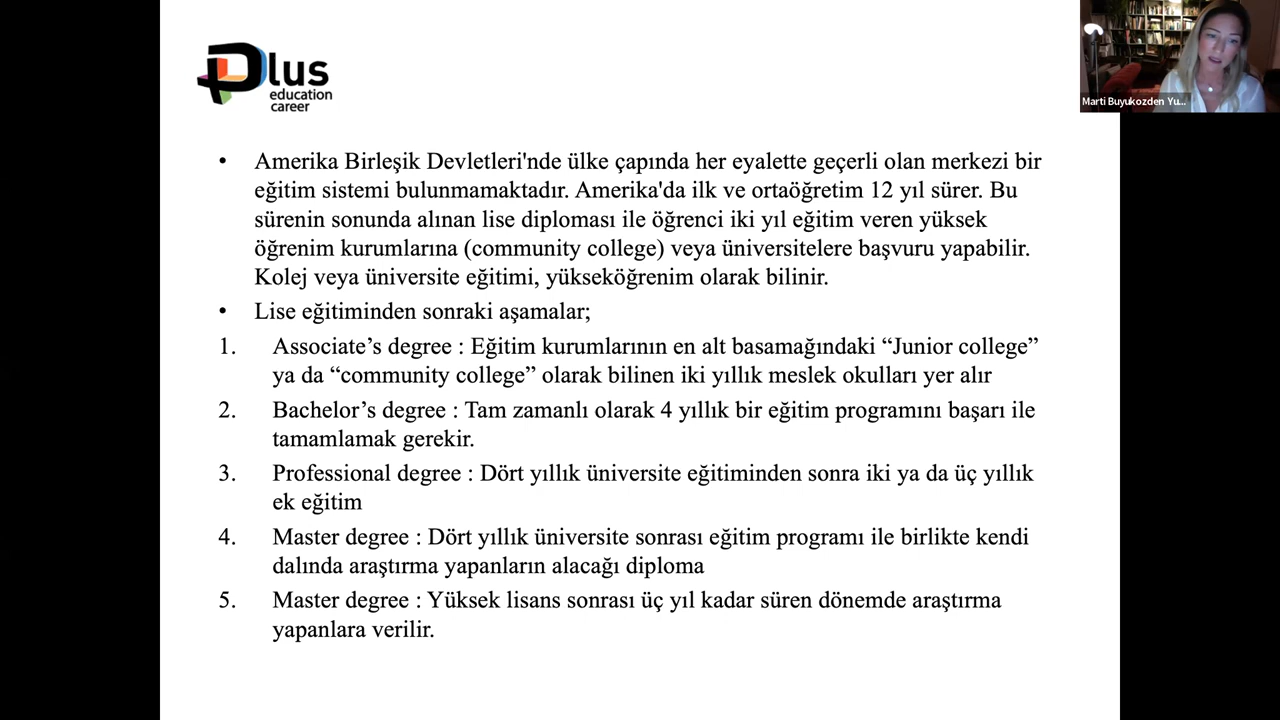 Plus
education
career
Marti Buyukozden Yu...
• Amerika Birleşik Devletleri'nde ülke çapında her eyalette geçerli olan merkezi bir
eğitim sistemi bulunmamaktadır. Amerika'da ilk ve ortaöğretim 12 yıl sürer. Bu
sürenin sonunda alınan lise diploması ile öğrenci iki yıl eğitim veren yüksek
öğrenim kurumlarına (community college) veya üniversitelere başvuru yapabilir.
Kolej veya üniversite eğitimi, yükseköğrenim olarak bilinir.
• Lise eğitiminden sonraki aşamalar;
1. Associate’s degree : Eğitim kurumlarının en alt basamağındaki “Junior college”
ya da “community college” olarak bilinen iki yıllık meslek okulları yer alır
2. Bachelor’s degree : Tam zamanlı olarak 4 yıllık bir eğitim programını başarı ile
tamamlamak gerekir.
3. Professional degree : Dört yıllık üniversite eğitiminden sonra iki ya da üç yıllık
ek eğitim
4. Master degree : Dört yıllık üniversite sonrası eğitim programı ile birlikte kendi
dalında araştırma yapanların alacağı diploma
5. Master degree : Yüksek lisans sonrası üç yıl kadar süren dönemde araştırma
yapanlara verilir.